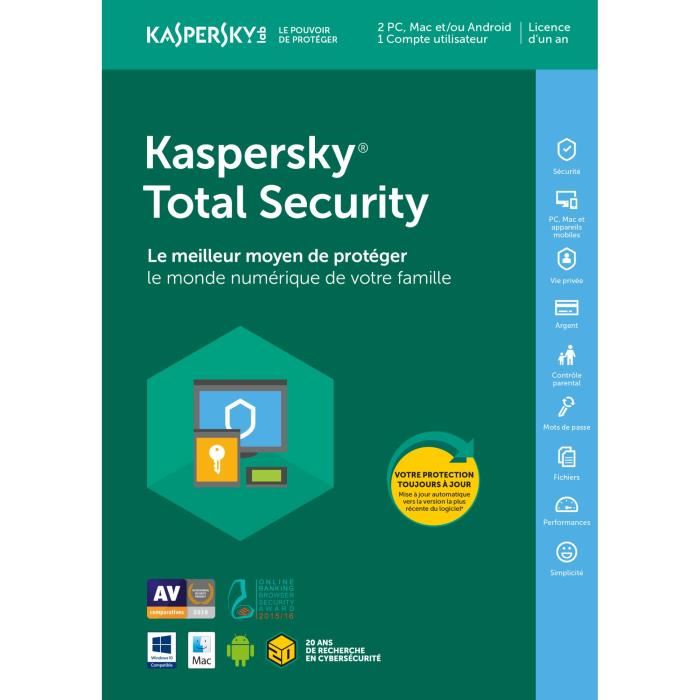 KASPERSKY lab
LE POUVOIR
DE PROTÉGER
2 PC, Mac et/ou Android
1 Compte utilisateur
Licence
d'un an
Kaspersky®
Total Security
Le meilleur moyen de protéger
le monde numérique de votre famille
Sécurité
PC, Mac et
appareils
mobiles
Vie privée
Argent
Contrôle
parental
Mots de passe
Fichiers
Performances
Simplicité
VOTRE PROTECTION
TOUJOURS À JOUR
Mise à jour automatique
vers la version la plus
récente du logiciel*
AV
comparatives
ONLINE
BANKING
BROWSER
SECURITY
AWARD
2015/16
Windows 10
Compatible
Mac
20
20 ANS
DE RECHERCHE
EN CYBERSÉCURITÉ